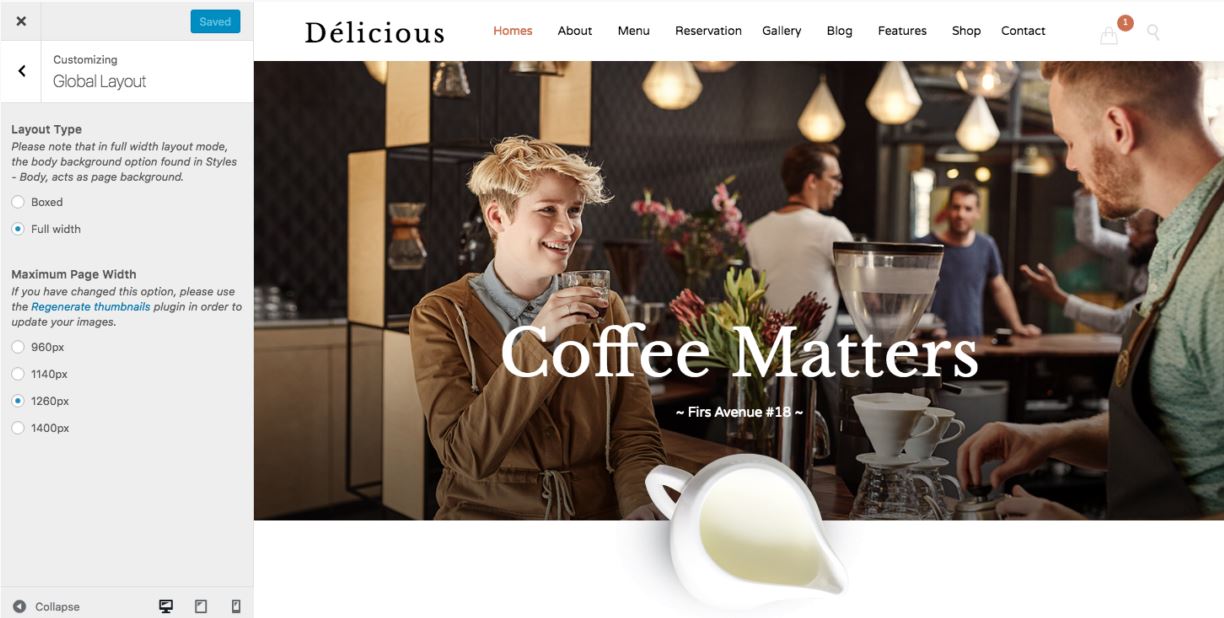 Saved
Customizing
Global Layout
Layout Type
Please note that in full width layout mode,
the body background option found in Styles
- Body, acts as page background.
Boxed
Full width
Maximum Page Width
If you have changed this option, please use
the Regenerate thumbnails plugin in order to
update your images.
960px
1140px
1260px
1400px
Collapse
Délicious
Homes About Menu Reservation Gallery Blog Features Shop Contact 1
Coffee Matters
~ Firs Avenue #18 ~